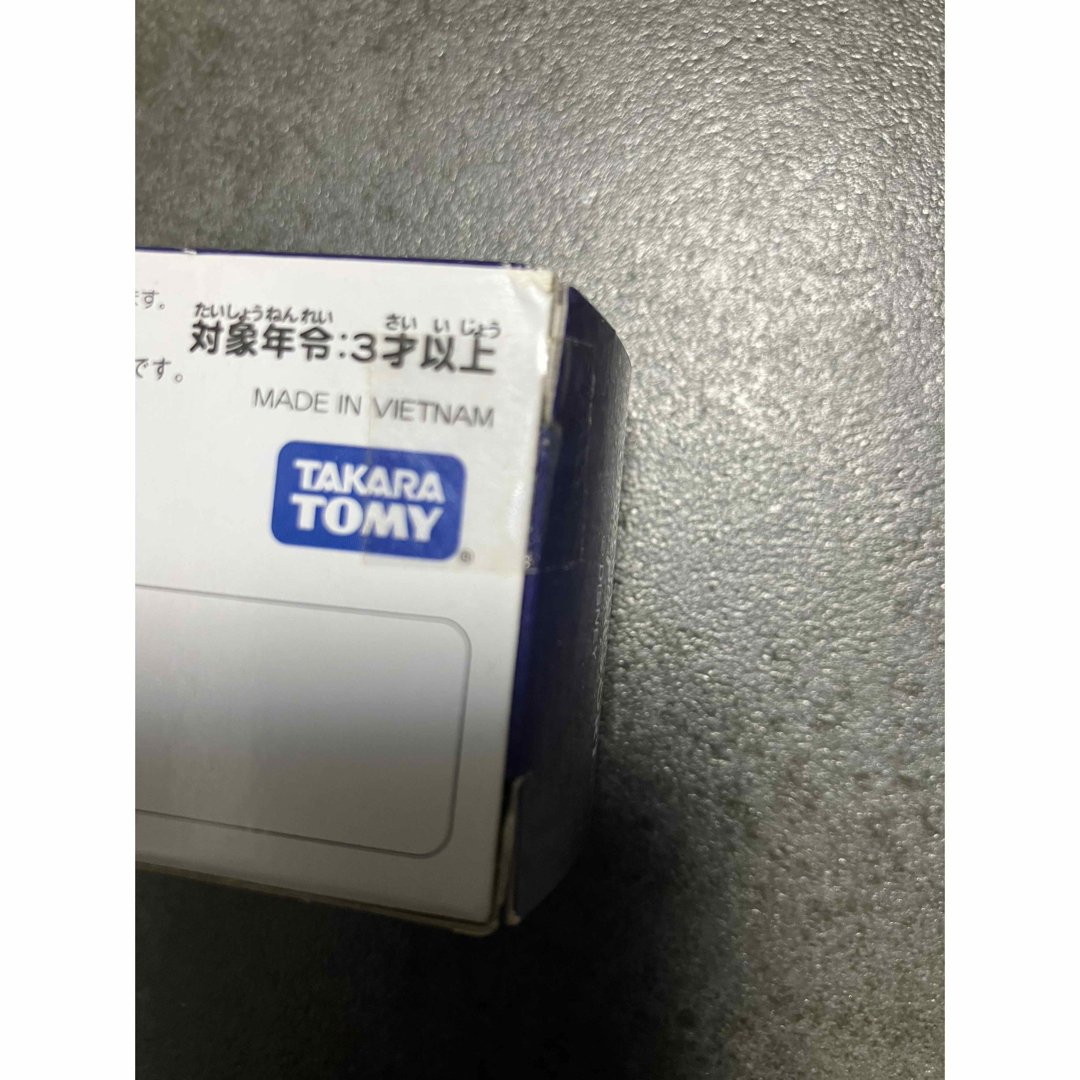 ます。
たいしょうねんれい さい いじょう
対象年令:3才以上
です。
MADE IN VIETNAM
TAKARA
TOMY
®